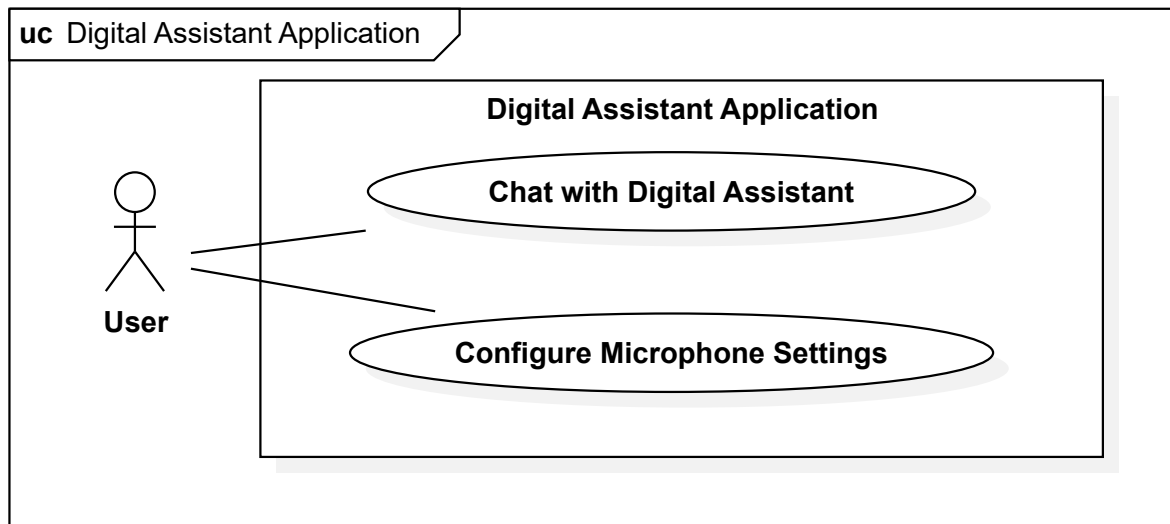 uc Digital Assistant Application
Digital Assistant Application
Chat with Digital Assistant
User
Configure Microphone Settings